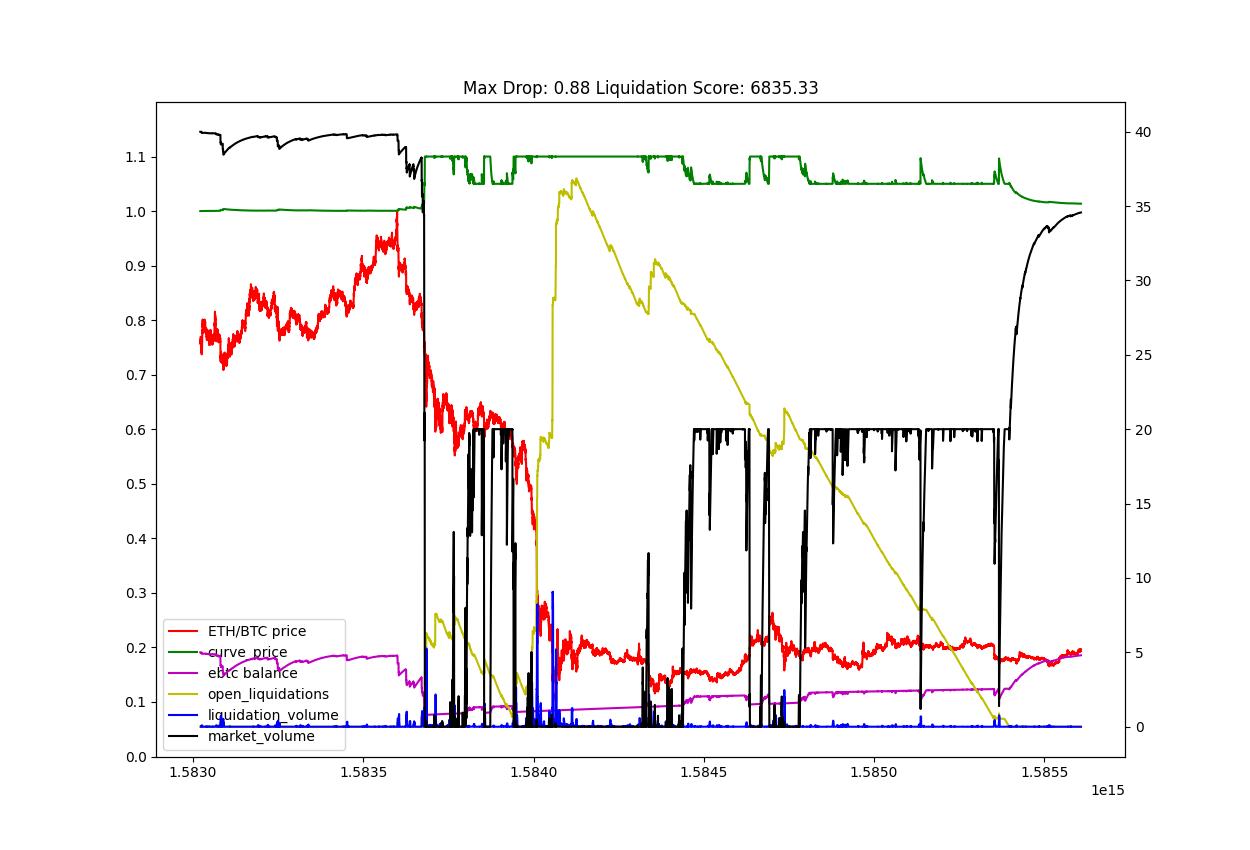 Max Drop: 0.88 Liquidation Score: 6835.33
1.1
1.0
0.9
0.8
0.7
0.6
0.5
0.4
0.3
0.2
0.1
0.0
40
35
30
25
20
15
10
5
0
ETH/BTC price
curve_price
ebtc balance
open_liquidations
liquidation_volume
market_volume
1.5830 1.5835 1.5840 1.5845 1.5850 1.5855
1e15